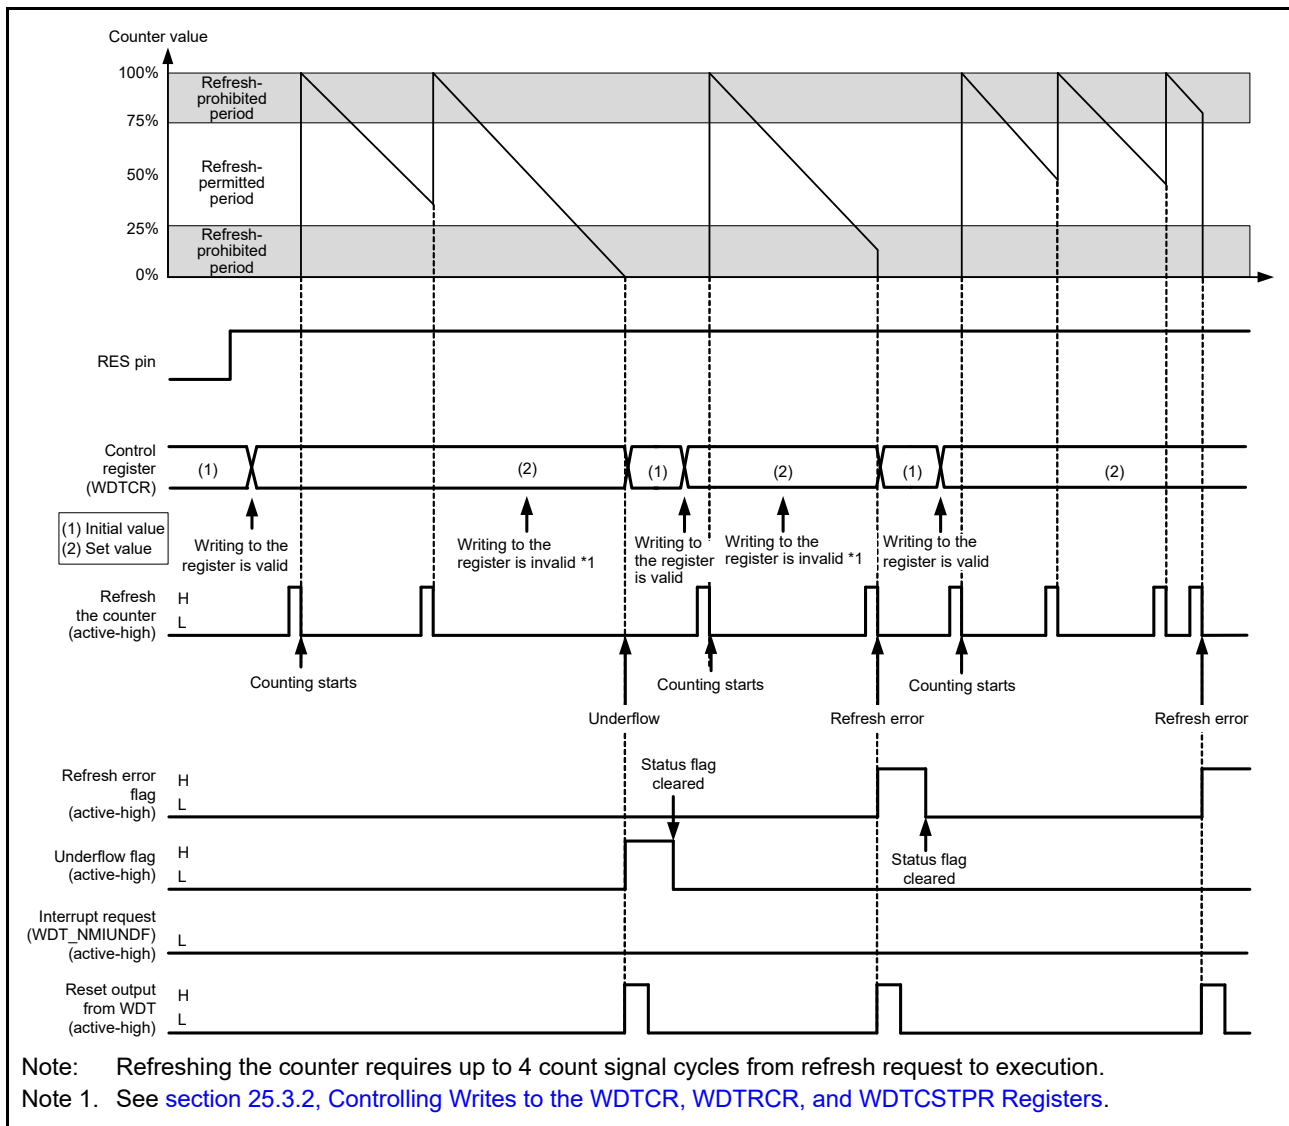 Counter value
100%
Refresh-
prohibited
period
75%
Refresh-
permitted
period
50%
25%
Refresh-
prohibited
period
0%
RES pin
Control
register
(WDTCR)
(1)
(2)
(1)
(2)
(1)
(2)
(1) Initial value
(2) Set value
Writing to the
register is valid
Writing to the
register is invalid *1
Writing to
the register
is valid
Writing to the
register is invalid *1
Writing to the
register is valid
Refresh
the counter
(active-high)
H
L
Counting starts
Counting starts
Counting starts
Underflow
Refresh error
Refresh error
Refresh error
flag
(active-high)
H
L
Status flag
cleared
Underflow flag
(active-high)
H
L
Status flag
cleared
Interrupt request
(WDT_NMIUNDF)
(active-high)
L
Reset output
from WDT
(active-high)
H
L
Note: Refreshing the counter requires up to 4 count signal cycles from refresh request to execution.
Note 1. See section 25.3.2, Controlling Writes to the WDTCR, WDTRCR, and WDTCSTPR Registers.